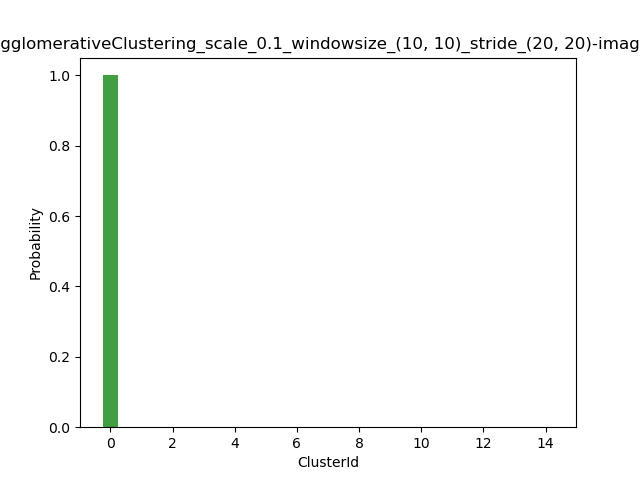 gglomerativeClustering_scale_0.1_windowsize_(10, 10)_stride_(20, 20)-imag
1.0
0.8
0.6
0.4
0.2
0.0
Probability
0 2 4 6 8 10 12 14
ClusterId